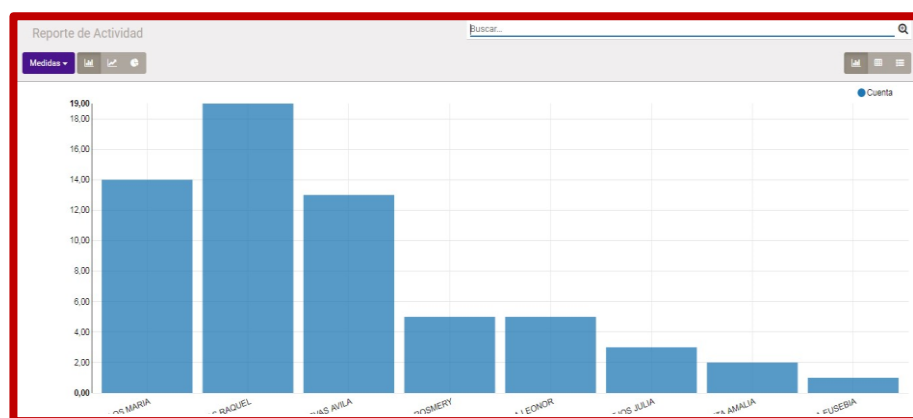 Reporte de Actividad
Buscar...
Medidas
Cuenta
19,00
18,00
16,00
14,00
12,00
10,00
8,00
6,00
4,00
2,00
0,00
OS MARIA
RAQUEL
VAS AVILA
ROSMERY
LEONOR
JOS JULIA
TA AMALIA
EUSEBIA